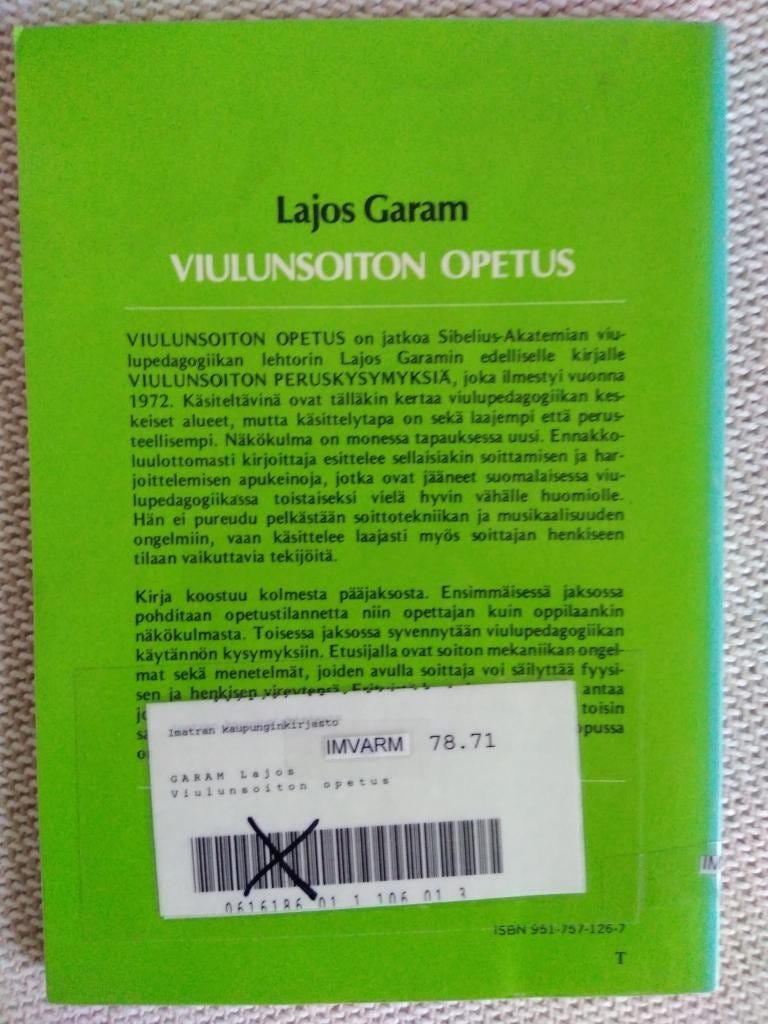 Lajos Garam
VIULUNSOITON OPETUS
VIULUNSOITON OPETUS on jatkoa Sibelius-Akatemian viu-
lupedagogiikan lehtorin Lajos Garamin edelliselle kirjalle
VIULUNSOITON PERUSKYSYMYKSIÄ, joka ilmestyi vuonna
1972. Käsiteltävinä ovat tälläkin kertaa viulupedagogiikan kes-
keiset alueet, mutta käsittelytapa on sekä laajempi että perus-
teellisempi. Näkökulma on monessa tapauksessa uusi. Ennakko-
luulottomasti kirjoittaja esittelee sellaisiakin soittamisen ja har-
joittelemisen apukeinoja, jotka ovat jääneet suomalaisessa viu-
lupedagogiikassa toistaiseksi vielä hyvin vähälle huomiolle.
Hän ei pureudu pelkästään soittotekniikan ja musikaalisuuden
ongelmiin, vaan käsittelee laajasti myös soittajan henkiseen
tilaan vaikuttavia tekijöitä.
Kirja koostuu kolmesta pääjaksosta. Ensimmäisessä jaksossa
pohditaan opetustilannetta niin opettajan kuin oppilaankin
näkökulmasta. Toisessa jaksossa syvennytään viulupedagogiikan
käytännön kysymyksiin. Etusijalla ovat soiton mekaniikan ongel-
mat sekä menetelmät, joiden avulla soittaja voi säilyttää fyysi-
sen ja henkisen vireytensä. antaa
toisin
opussa
Imatran kaupunginkirjasto
IMVARM 78.71
GARAM Lajos
Viulunsoiton opetus
0616186 01 1 106 01 3
IM
ISBN 951-757-126-7
T